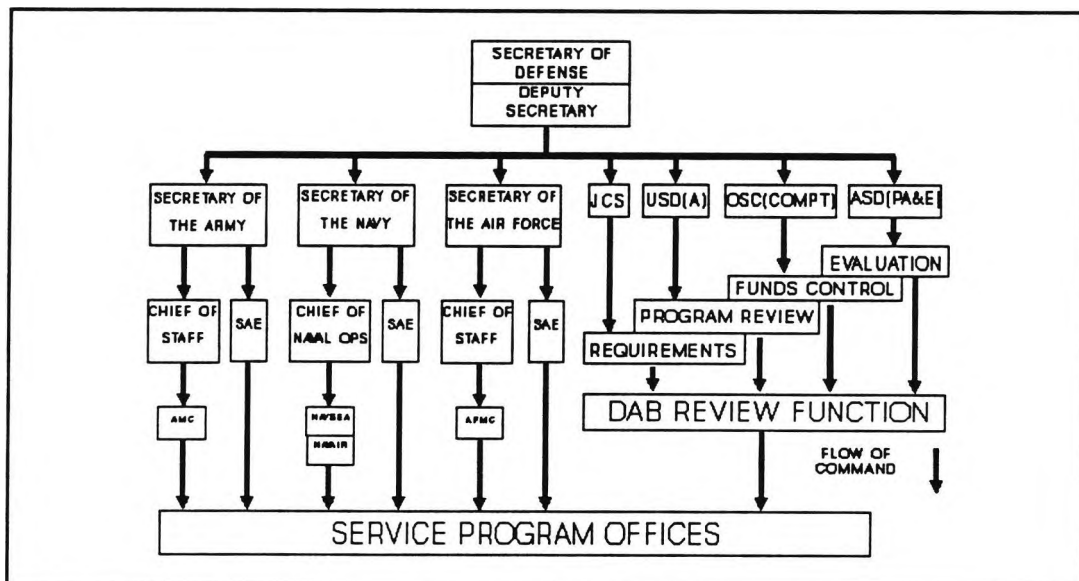 SECRETARY OF
DEFENSE
DEPUTY
SECRETARY
SECRETARY OF
THE ARMY
SECRETARY OF
THE NAVY
SECRETARY OF
THE AIR FORCE
JCS
USD(A)
OSC(COMPT)
ASD(PA&E)
EVALUATION
FUNDS CONTROL
PROGRAM REVIEW
REQUIREMENTS
CHIEF OF
STAFF
SAE
CHIEF OF
NAVAL OPS
SAE
CHIEF OF
STAFF
SAE
AMC
NAVSEA
NAVAIR
AFMC
DAB REVIEW FUNCTION
FLOW OF
COMMAND
SERVICE PROGRAM OFFICES